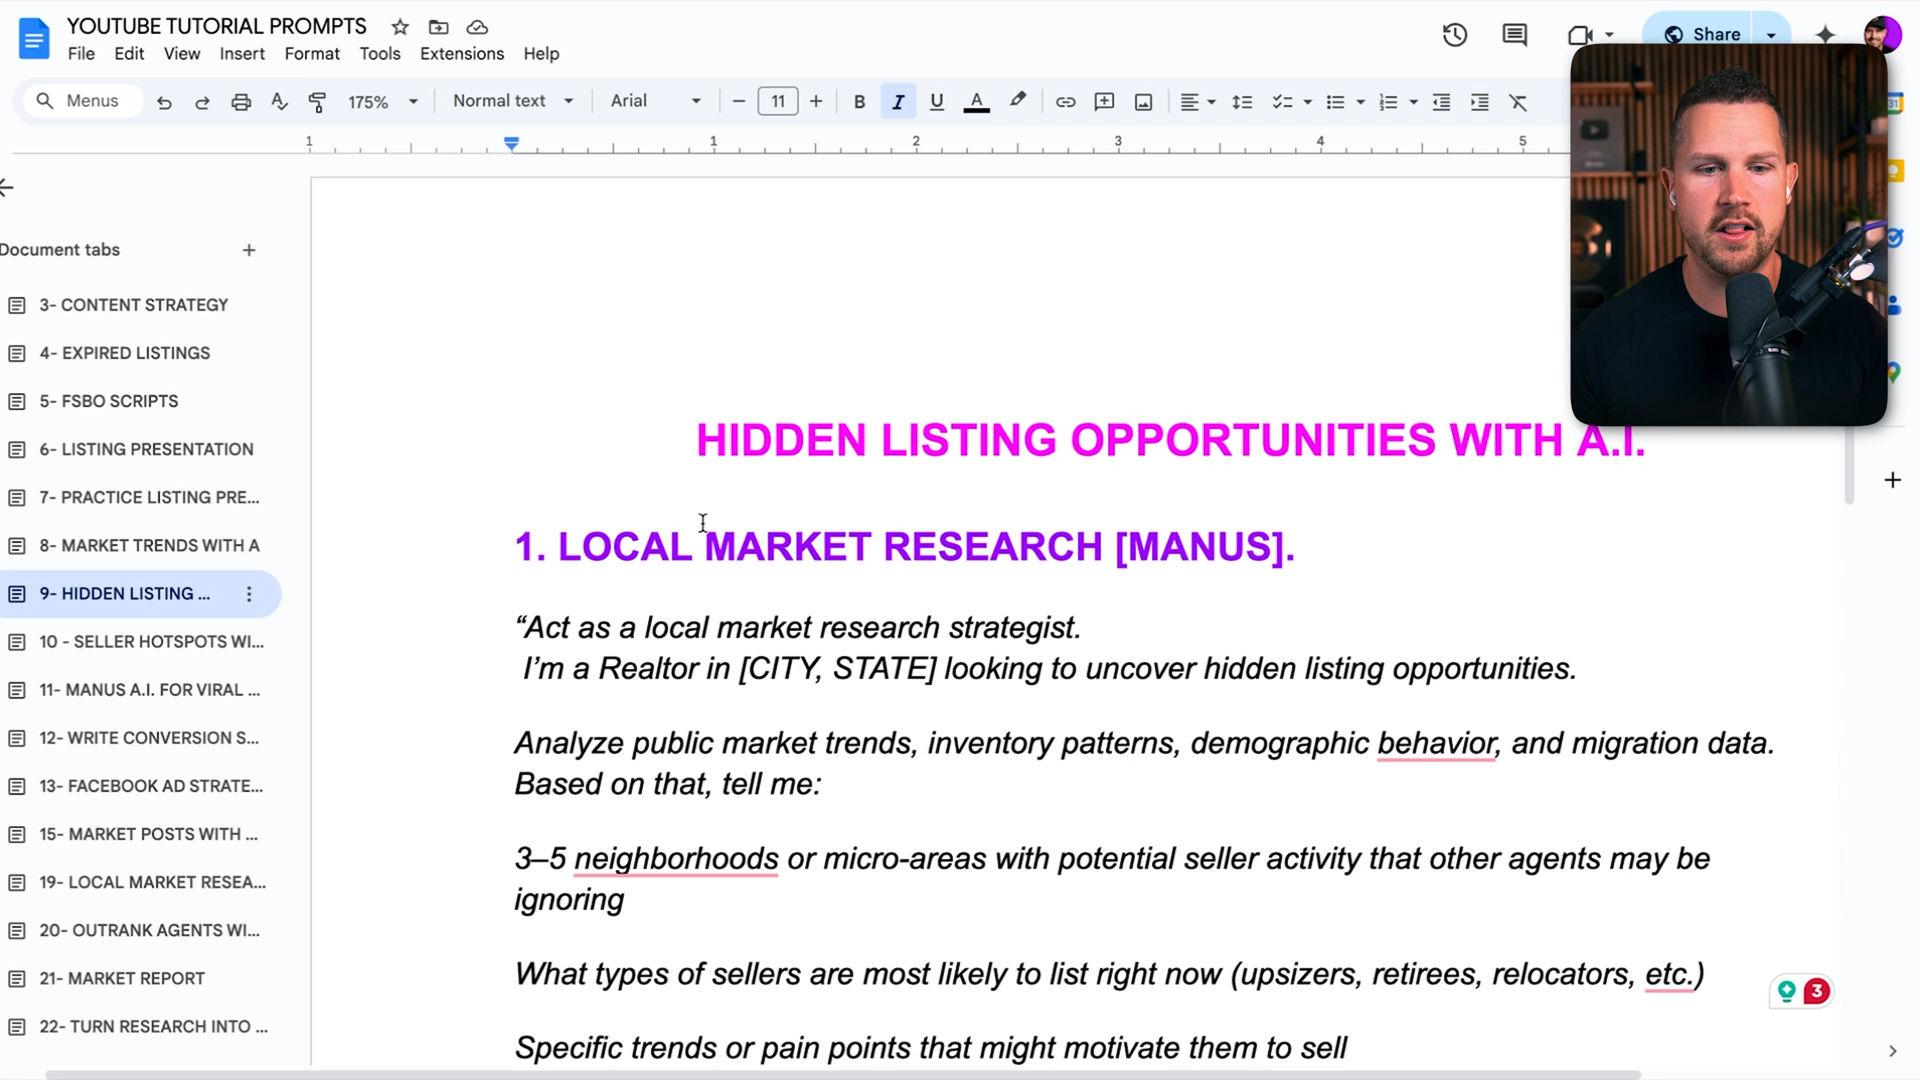 YOUTUBE TUTORIAL PROMPTS
File Edit View Insert Format Tools Extensions Help
Share
Menus 175% Normal text Arial 11 B I U A
1 1 2 3 4 5
Document tabs
3- CONTENT STRATEGY
4- EXPIRED LISTINGS
5- FSBO SCRIPTS
6- LISTING PRESENTATION
7- PRACTICE LISTING PRE...
8- MARKET TRENDS WITH A
9- HIDDEN LISTING ...
10 - SELLER HOTSPOTS WI...
11- MANUS A.I. FOR VIRAL ...
12- WRITE CONVERSION S...
13- FACEBOOK AD STRATE...
15- MARKET POSTS WITH ...
19- LOCAL MARKET RESEA...
20- OUTRANK AGENTS WI...
21- MARKET REPORT
22- TURN RESEARCH INTO ...
HIDDEN LISTING OPPORTUNITIES WITH A.I.
1. LOCAL MARKET RESEARCH [MANUS].
“Act as a local market research strategist.
I’m a Realtor in [CITY, STATE] looking to uncover hidden listing opportunities.
Analyze public market trends, inventory patterns, demographic behavior, and migration data.
Based on that, tell me:
3–5 neighborhoods or micro-areas with potential seller activity that other agents may be
ignoring
What types of sellers are most likely to list right now (upsizers, retirees, relocators, etc.)
Specific trends or pain points that might motivate them to sell
3
31